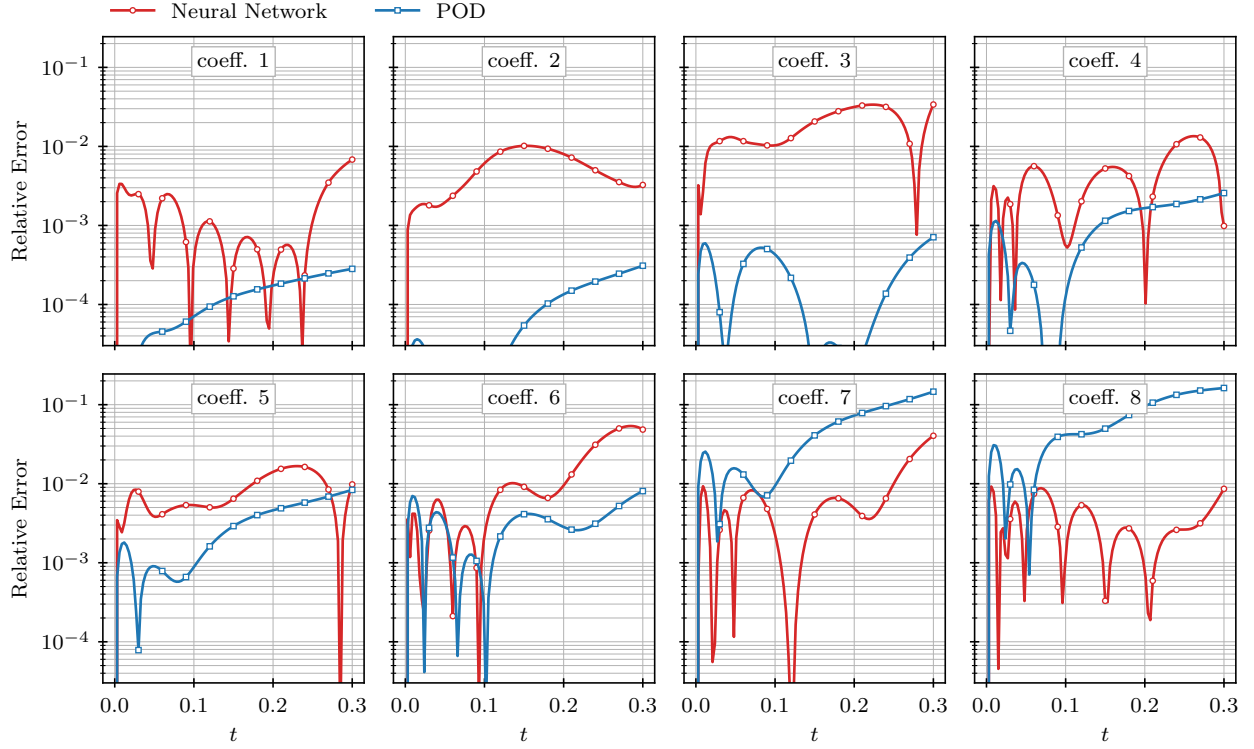 Neural Network POD
coeff. 1 coeff. 2 coeff. 3 coeff. 4
10⁻¹
10⁻²
10⁻³
10⁻⁴
Relative Error
coeff. 5 coeff. 6 coeff. 7 coeff. 8
10⁻¹
10⁻²
10⁻³
10⁻⁴
Relative Error
0.0 0.1 0.2 0.3 0.0 0.1 0.2 0.3 0.0 0.1 0.2 0.3 0.0 0.1 0.2 0.3
t t t t